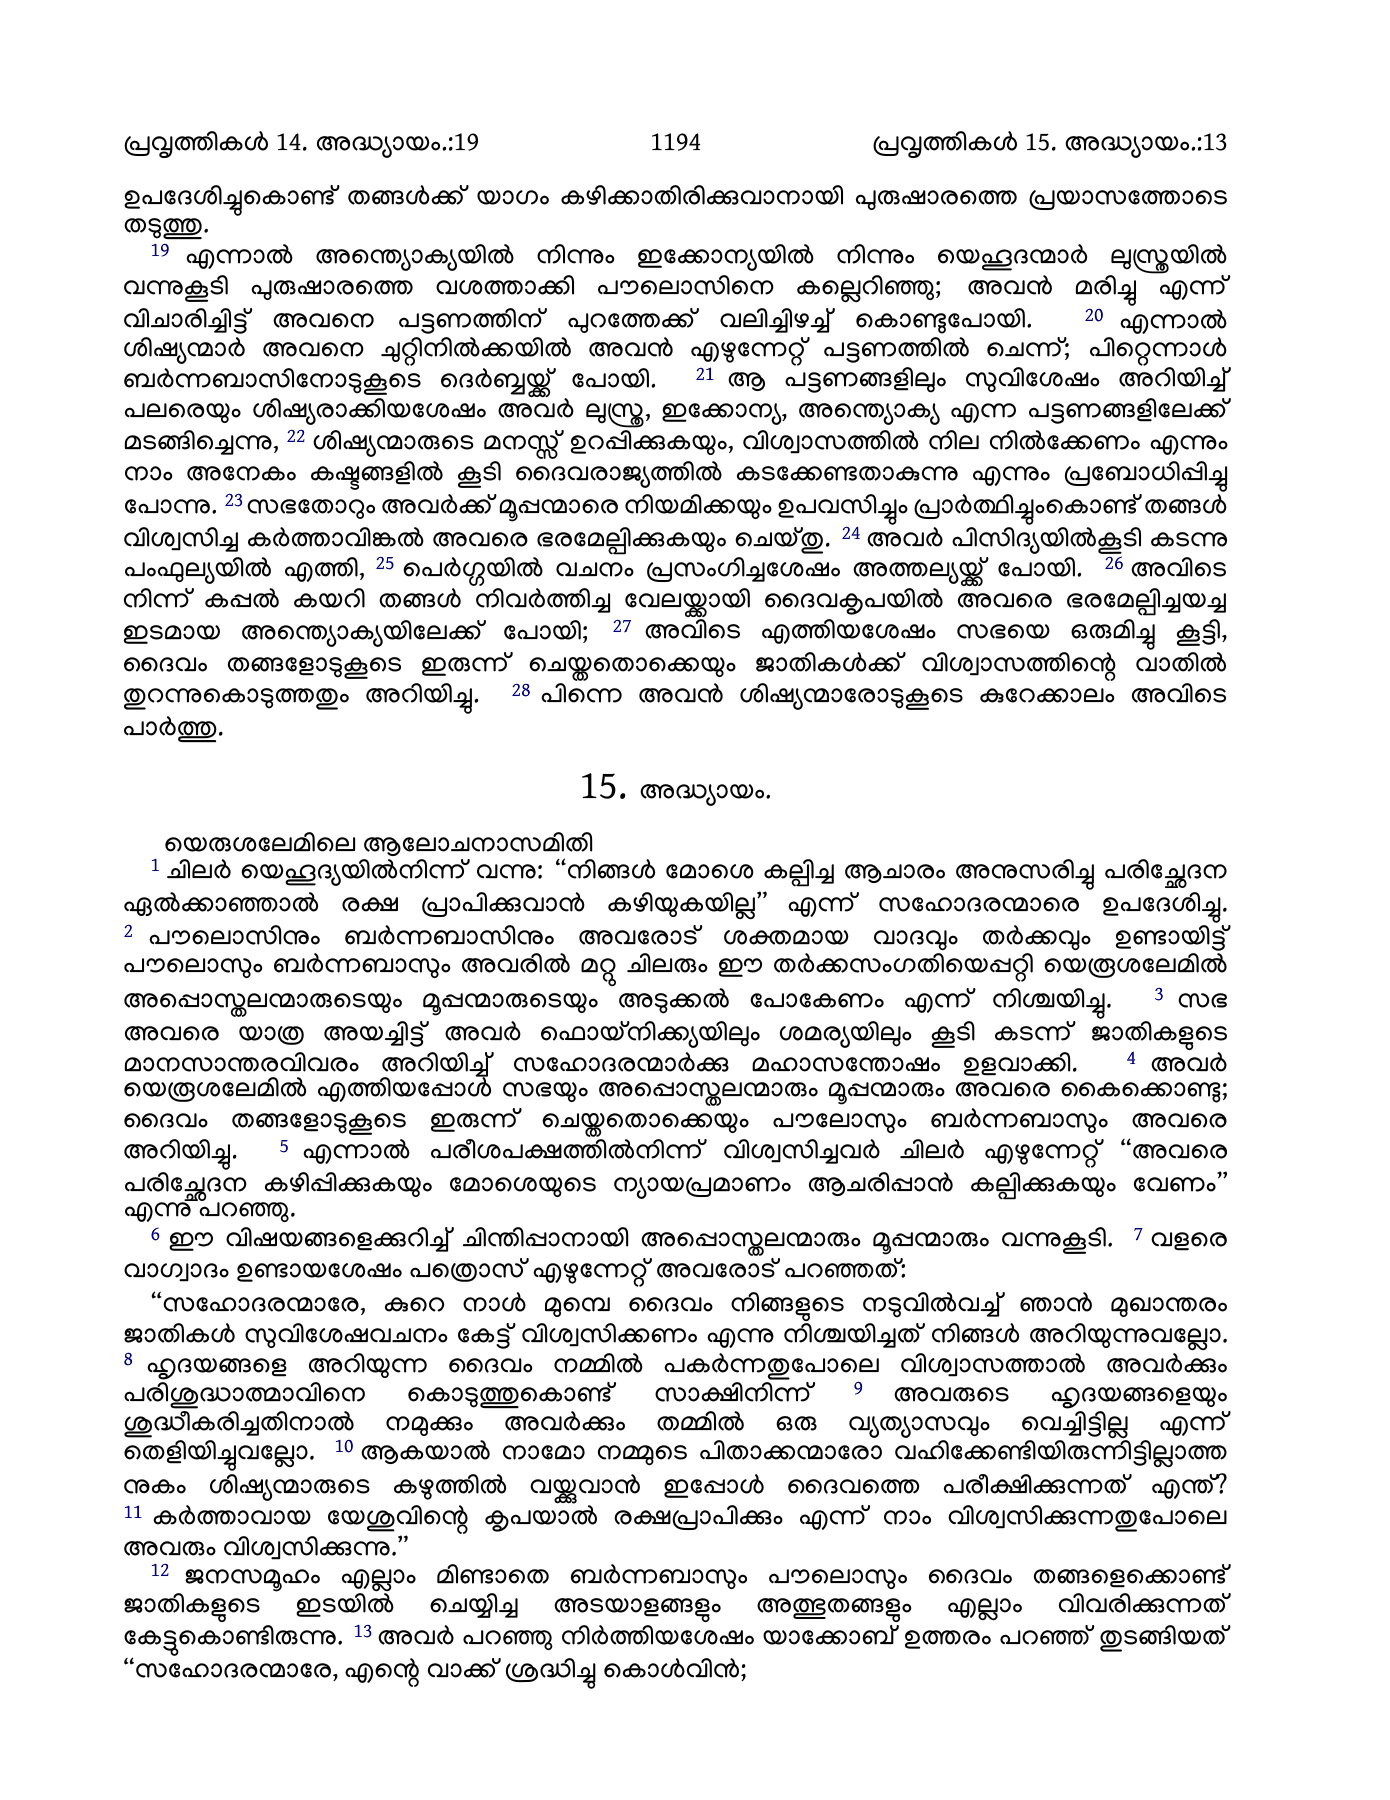 പ്രവൃത്തികൾ 14. അദ്ധ്യായം.:19 1194 പ്രവൃത്തികൾ 15. അദ്ധ്യായം.:13
ഉപദേശിച്ചുകൊണ്ട് തങ്ങൾക്ക് യാഗം കഴിക്കാതിരിക്കുവാനായി പുരുഷാരത്തെ പ്രയാസത്തോടെ
തടുത്തു.
19 എന്നാൽ അന്ത്യൊക്യയിൽ നിന്നും ഇക്കോന്യയിൽ നിന്നും യെഹൂദന്മാർ ലുസ്ത്രയിൽ
വന്നുകൂടി പുരുഷാരത്തെ വശത്താക്കി പൗലൊസിനെ കല്ലെറിഞ്ഞു; അവൻ മരിച്ചു എന്ന്
വിചാരിച്ചിട്ട് അവനെ പട്ടണത്തിന് പുറത്തേക്ക് വലിച്ചിഴച്ച് കൊണ്ടുപോയി. 20 എന്നാൽ
ശിഷ്യന്മാർ അവനെ ചുറ്റിനിൽക്കയിൽ അവൻ എഴുന്നേറ്റ് പട്ടണത്തിൽ ചെന്ന്; പിറ്റെന്നാൾ
ബർന്നബാസിനോടുകൂടെ ദെർബ്ബയ്ക്ക് പോയി. 21 ആ പട്ടണങ്ങളിലും സുവിശേഷം അറിയിച്ച്
പലരെയും ശിഷ്യരാക്കിയശേഷം അവർ ലുസ്ത്ര, ഇക്കോന്യ, അന്ത്യൊക്യ എന്ന പട്ടണങ്ങളിലേക്ക്
മടങ്ങിച്ചെന്നു, 22 ശിഷ്യന്മാരുടെ മനസ്സ് ഉറപ്പിക്കുകയും, വിശ്വാസത്തിൽ നില നിൽക്കേണം എന്നും
നാം അനേകം കഷ്ടങ്ങളിൽ കൂടി ദൈവരാജ്യത്തിൽ കടക്കേണ്ടതാകുന്നു എന്നും പ്രബോധിപ്പിച്ചു
പോന്നു. 23 സഭതോറും അവർക്ക് മൂപ്പന്മാരെ നിയമിക്കയും ഉപവസിച്ചും പ്രാർത്ഥിച്ചുംകൊണ്ട് തങ്ങൾ
വിശ്വസിച്ച കർത്താവിങ്കൽ അവരെ ഭരമേല്പിക്കുകയും ചെയ്തു. 24 അവർ പിസിദ്യയിൽകൂടി കടന്നു
പംഫുല്യയിൽ എത്തി, 25 പെർഗ്ഗയിൽ വചനം പ്രസംഗിച്ചശേഷം അത്തല്യയ്ക്ക് പോയി. 26 അവിടെ
നിന്ന് കപ്പൽ കയറി തങ്ങൾ നിവർത്തിച്ച വേലയ്ക്കായി ദൈവകൃപയിൽ അവരെ ഭരമേല്പിച്ചയച്ച
ഇടമായ അന്ത്യൊക്യയിലേക്ക് പോയി; 27 അവിടെ എത്തിയശേഷം സഭയെ ഒരുമിച്ചു കൂട്ടി,
ദൈവം തങ്ങളോടുകൂടെ ഇരുന്ന് ചെയ്തതൊക്കെയും ജാതികൾക്ക് വിശ്വാസത്തിന്റെ വാതിൽ
തുറന്നുകൊടുത്തതും അറിയിച്ചു. 28 പിന്നെ അവൻ ശിഷ്യന്മാരോടുകൂടെ കുറേക്കാലം അവിടെ
പാർത്തു.
15. അദ്ധ്യായം.
യെരുശലേമിലെ ആലോചനാസമിതി
1 ചിലർ യെഹൂദ്യയിൽനിന്ന് വന്നു: “നിങ്ങൾ മോശെ കല്പിച്ച ആചാരം അനുസരിച്ചു പരിച്ഛേദന
ഏൽക്കാഞ്ഞാൽ രക്ഷ പ്രാപിക്കുവാൻ കഴിയുകയില്ല” എന്ന് സഹോദരന്മാരെ ഉപദേശിച്ചു.
2 പൗലൊസിനും ബർന്നബാസിനും അവരോട് ശക്തമായ വാദവും തർക്കവും ഉണ്ടായിട്ട്
പൗലൊസും ബർന്നബാസും അവരിൽ മറ്റു ചിലരും ഈ തർക്കസംഗതിയെപ്പറ്റി യെരൂശലേമിൽ
അപ്പൊസ്തലന്മാരുടെയും മൂപ്പന്മാരുടെയും അടുക്കൽ പോകേണം എന്ന് നിശ്ചയിച്ചു. 3 സഭ
അവരെ യാത്ര അയച്ചിട്ട് അവർ ഫൊയ്നിക്ക്യയിലും ശമര്യയിലും കൂടി കടന്ന് ജാതികളുടെ
മാനസാന്തരവിവരം അറിയിച്ച് സഹോദരന്മാർക്കു മഹാസന്തോഷം ഉളവാക്കി. 4 അവർ
യെരൂശലേമിൽ എത്തിയപ്പോൾ സഭയും അപ്പൊസ്തലന്മാരും മൂപ്പന്മാരും അവരെ കൈക്കൊണ്ടു;
ദൈവം തങ്ങളോടുകൂടെ ഇരുന്ന് ചെയ്തതൊക്കെയും പൗലോസും ബർന്നബാസും അവരെ
അറിയിച്ചു. 5 എന്നാൽ പരീശപക്ഷത്തിൽനിന്ന് വിശ്വസിച്ചവർ ചിലർ എഴുന്നേറ്റ് “അവരെ
പരിച്ഛേദന കഴിപ്പിക്കുകയും മോശെയുടെ ന്യായപ്രമാണം ആചരിപ്പാൻ കല്പിക്കുകയും വേണം”
എന്നു പറഞ്ഞു.
6 ഈ വിഷയങ്ങളെക്കുറിച്ച് ചിന്തിപ്പാനായി അപ്പൊസ്തലന്മാരും മൂപ്പന്മാരും വന്നുകൂടി. 7 വളരെ
വാഗ്വാദം ഉണ്ടായശേഷം പത്രൊസ് എഴുന്നേറ്റ് അവരോട് പറഞ്ഞത്:
“സഹോദരന്മാരേ, കുറെ നാൾ മുമ്പെ ദൈവം നിങ്ങളുടെ നടുവിൽവച്ച് ഞാൻ മുഖാന്തരം
ജാതികൾ സുവിശേഷവചനം കേട്ട് വിശ്വസിക്കണം എന്നു നിശ്ചയിച്ചത് നിങ്ങൾ അറിയുന്നുവല്ലോ.
8 ഹൃദയങ്ങളെ അറിയുന്ന ദൈവം നമ്മിൽ പകർന്നതുപോലെ വിശ്വാസത്താൽ അവർക്കും
പരിശുദ്ധാത്മാവിനെ കൊടുത്തുകൊണ്ട് സാക്ഷിനിന്ന് 9 അവരുടെ ഹൃദയങ്ങളെയും
ശുദ്ധീകരിച്ചതിനാൽ നമുക്കും അവർക്കും തമ്മിൽ ഒരു വ്യത്യാസവും വെച്ചിട്ടില്ല എന്ന്
തെളിയിച്ചുവല്ലോ. 10 ആകയാൽ നാമോ നമ്മുടെ പിതാക്കന്മാരോ വഹിക്കേണ്ടിയിരുന്നിട്ടില്ലാത്ത
നുകം ശിഷ്യന്മാരുടെ കഴുത്തിൽ വയ്ക്കുവാൻ ഇപ്പോൾ ദൈവത്തെ പരീക്ഷിക്കുന്നത് എന്ത്?
11 കർത്താവായ യേശുവിന്റെ കൃപയാൽ രക്ഷപ്രാപിക്കും എന്ന് നാം വിശ്വസിക്കുന്നതുപോലെ
അവരും വിശ്വസിക്കുന്നു.”
12 ജനസമൂഹം എല്ലാം മിണ്ടാതെ ബർന്നബാസും പൗലൊസും ദൈവം തങ്ങളെക്കൊണ്ട്
ജാതികളുടെ ഇടയിൽ ചെയ്യിച്ച അടയാളങ്ങളും അത്ഭുതങ്ങളും എല്ലാം വിവരിക്കുന്നത്
കേട്ടുകൊണ്ടിരുന്നു. 13 അവർ പറഞ്ഞു നിർത്തിയശേഷം യാക്കോബ് ഉത്തരം പറഞ്ഞ് തുടങ്ങിയത്
“സഹോദരന്മാരേ, എന്റെ വാക്ക് ശ്രദ്ധിച്ചു കൊൾവിൻ;